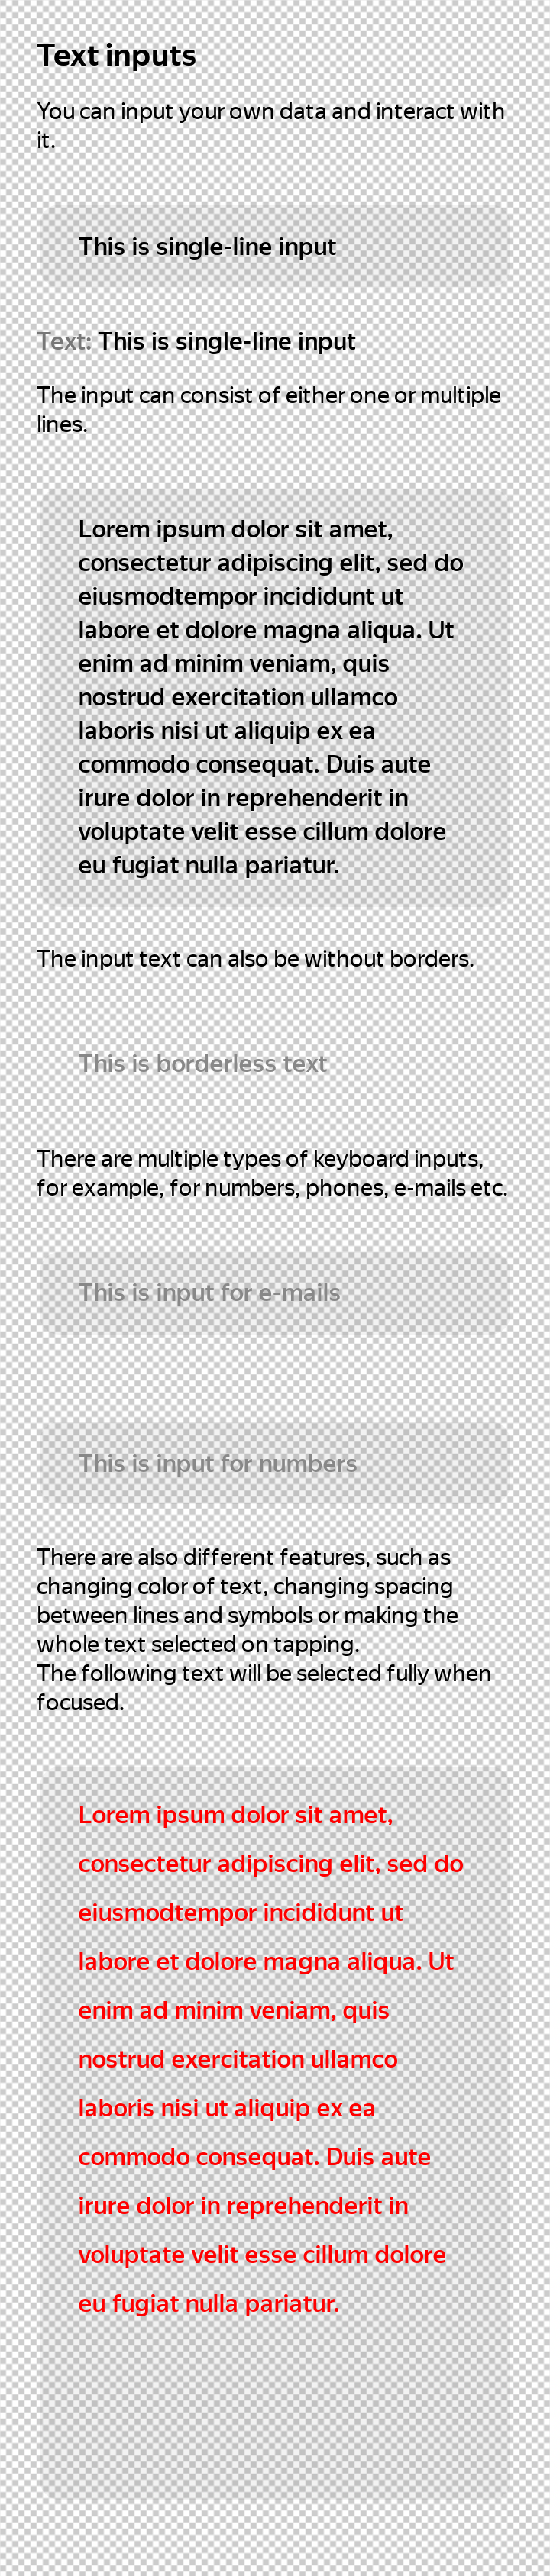 Text inputs
You can input your own data and interact with
it.
This is single-line input
Text: This is single-line input
The input can consist of either one or multiple
lines.
Lorem ipsum dolor sit amet,
consectetur adipiscing elit, sed do
eiusmodtempor incididunt ut
labore et dolore magna aliqua. Ut
enim ad minim veniam, quis
nostrud exercitation ullamco
laboris nisi ut aliquip ex ea
commodo consequat. Duis aute
irure dolor in reprehenderit in
voluptate velit esse cillum dolore
eu fugiat nulla pariatur.
The input text can also be without borders.
This is borderless text
There are multiple types of keyboard inputs,
for example, for numbers, phones, e-mails etc.
This is input for e-mails
This is input for numbers
There are also different features, such as
changing color of text, changing spacing
between lines and symbols or making the
whole text selected on tapping.
The following text will be selected fully when
focused.
Lorem ipsum dolor sit amet,
consectetur adipiscing elit, sed do
eiusmodtempor incididunt ut
labore et dolore magna aliqua. Ut
enim ad minim veniam, quis
nostrud exercitation ullamco
laboris nisi ut aliquip ex ea
commodo consequat. Duis aute
irure dolor in reprehenderit in
voluptate velit esse cillum dolore
eu fugiat nulla pariatur.